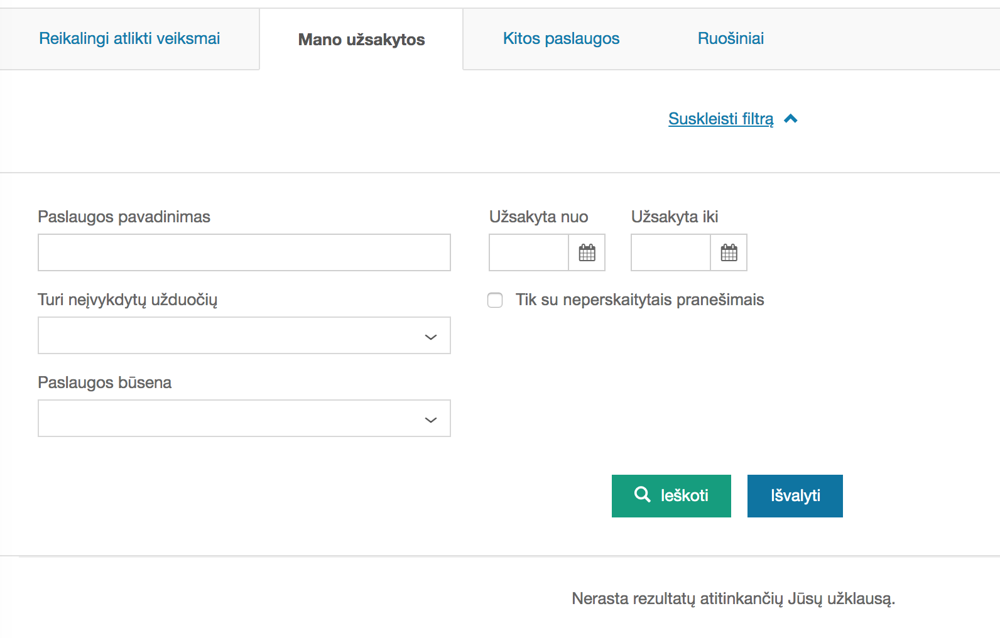 Reikalingi atlikti veiksmai
Mano užsakytos
Kitos paslaugos
Ruošiniai
Suskleisti filtrą
Paslaugos pavadinimas
Užsakyta nuo
Užsakyta iki
Turi neįvykdytų užduočių
Tik su neperskaitytais pranešimais
Paslaugos būsena
Ieškoti
Išvalyti
Nerasta rezultatų atitinkančių Jūsų užklausą.